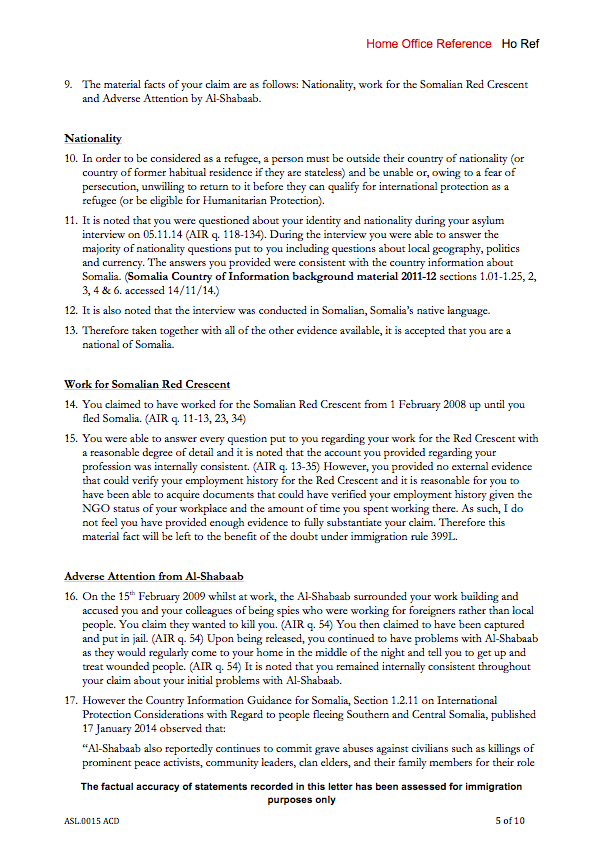 Home Office Reference Ho Ref
9. The material facts of your claim are as follows: Nationality, work for the Somalian Red Crescent
and Adverse Attention by Al-Shabaab.
Nationality
10. In order to be considered as a refugee, a person must be outside their country of nationality (or
country of former habitual residence if they are stateless) and be unable or, owing to a fear of
persecution, unwilling to return to it before they can qualify for international protection as a
refugee (or be eligible for Humanitarian Protection).
11. It is noted that you were questioned about your identity and nationality during your asylum
interview on 05.11.14 (AIR q. 118-134). During the interview you were able to answer the
majority of nationality questions put to you including questions about local geography, politics
and currency. The answers you provided were consistent with the country information about
Somalia. (Somalia Country of Information background material 2011-12 sections 1.01-1.25, 2,
3, 4 & 6. accessed 14/11/14.)
12. It is also noted that the interview was conducted in Somalian, Somalia's native language.
13. Therefore taken together with all of the other evidence available, it is accepted that you are a
national of Somalia.
Work for Somalian Red Crescent
14. You claimed to have worked for the Somalian Red Crescent from 1 February 2008 up until you
fled Somalia. (AIR q. 11-13, 23, 34)
15. You were able to answer every question put to you regarding your work for the Red Crescent with
a reasonable degree of detail and it is noted that the account you provided regarding your
profession was internally consistent. (AIR q. 13-35) However, you provided no external evidence
that could verify your employment history for the Red Crescent and it is reasonable for you to
have been able to acquire documents that could have verified your employment history given the
NGO status of your workplace and the amount of time you spent working there. As such, I do
not feel you have provided enough evidence to fully substantiate your claim. Therefore this
material fact will be left to the benefit of the doubt under immigration rule 399L.
Adverse Attention from Al-Shabaab
16. On the 15th February 2009 whilst at work, the Al-Shabaab surrounded your work building and
accused you and your colleagues of being spies who were working for foreigners rather than local
people. You claim they wanted to kill you. (AIR q. 54) You then claimed to have been captured
and put in jail. (AIR q. 54) Upon being released, you continued to have problems with Al-Shabaab
as they would regularly come to your home in the middle of the night and tell you to get up and
treat wounded people. (AIR q. 54) It is noted that you remained internally consistent throughout
your claim about your initial problems with Al-Shabaab.
17. However the Country Information Guidance for Somalia, Section 1.2.11 on International
Protection Considerations with Regard to people fleeing Southern and Central Somalia, published
17 January 2014 observed that:
"Al-Shabaab also reportedly continues to commit grave abuses against civilians such as killings of
prominent peace activists, community leaders, clan elders, and their family members for their role
The factual accuracy of statements recorded in this letter has been assessed for immigration
purposes only
ASL.0015 ACD 5 of 10